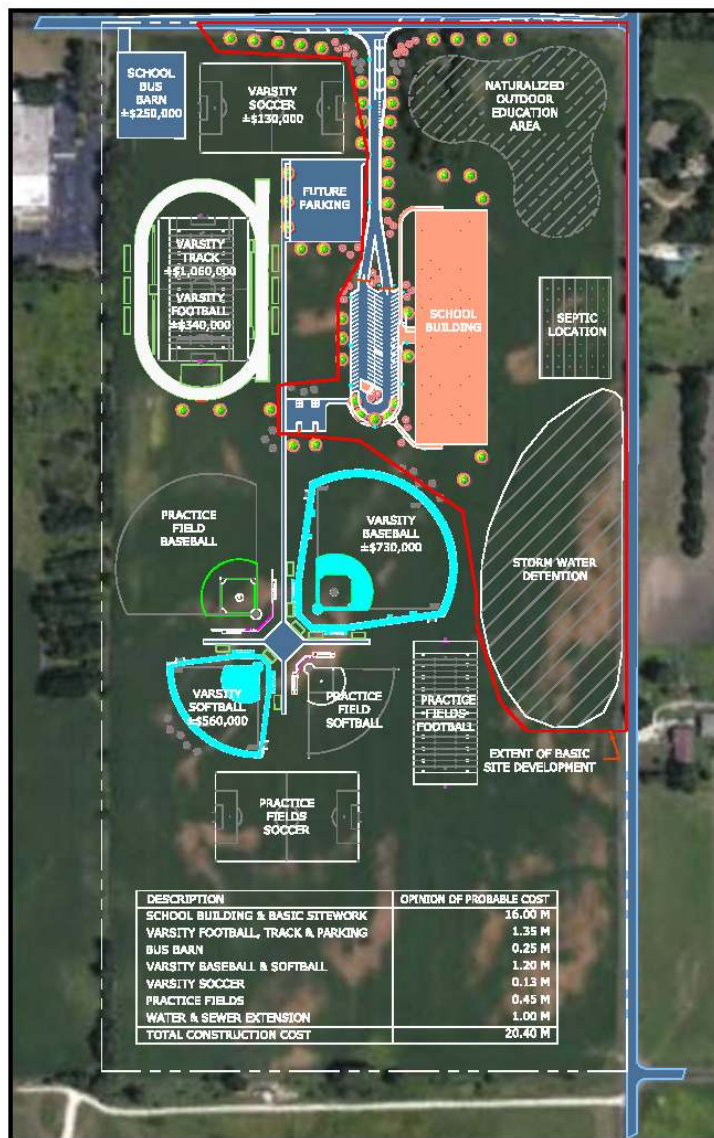 SCHOOL
BUS
BARN
±$250,000
VARSITY
SOCCER
±$130,000
NATURALIZED
OUTDOOR
EDUCATION
AREA
FUTURE
PARKING
VARSITY
TRACK
±$1,060,000
VARSITY
FOOTBALL
±$340,000
SCHOOL
BUILDING
SEPTIC
LOCATION
PRACTICE
FIELD
BASEBALL
VARSITY
BASEBALL
±$730,000
STORM WATER
DETENTION
VARSITY
SOFTBALL
±$560,000
PRACTICE
FIELD
SOFTBALL
PRACTICE
FIELDS
FOOTBALL
EXTENT OF BASIC
SITE DEVELOPMENT
PRACTICE
FIELDS
SOCCER
DESCRIPTION OPINION OF PROBABLE COST
SCHOOL BUILDING & BASIC SITEWORK 16.00 M
VARSITY FOOTBALL, TRACK & PARKING 1.35 M
BUS BARN 0.25 M
VARSITY BASEBALL & SOFTBALL 1.20 M
VARSITY SOCCER 0.13 M
PRACTICE FIELDS 0.45 M
WATER & SEWER EXTENSION 1.00 M
TOTAL CONSTRUCTION COST 20.40 M